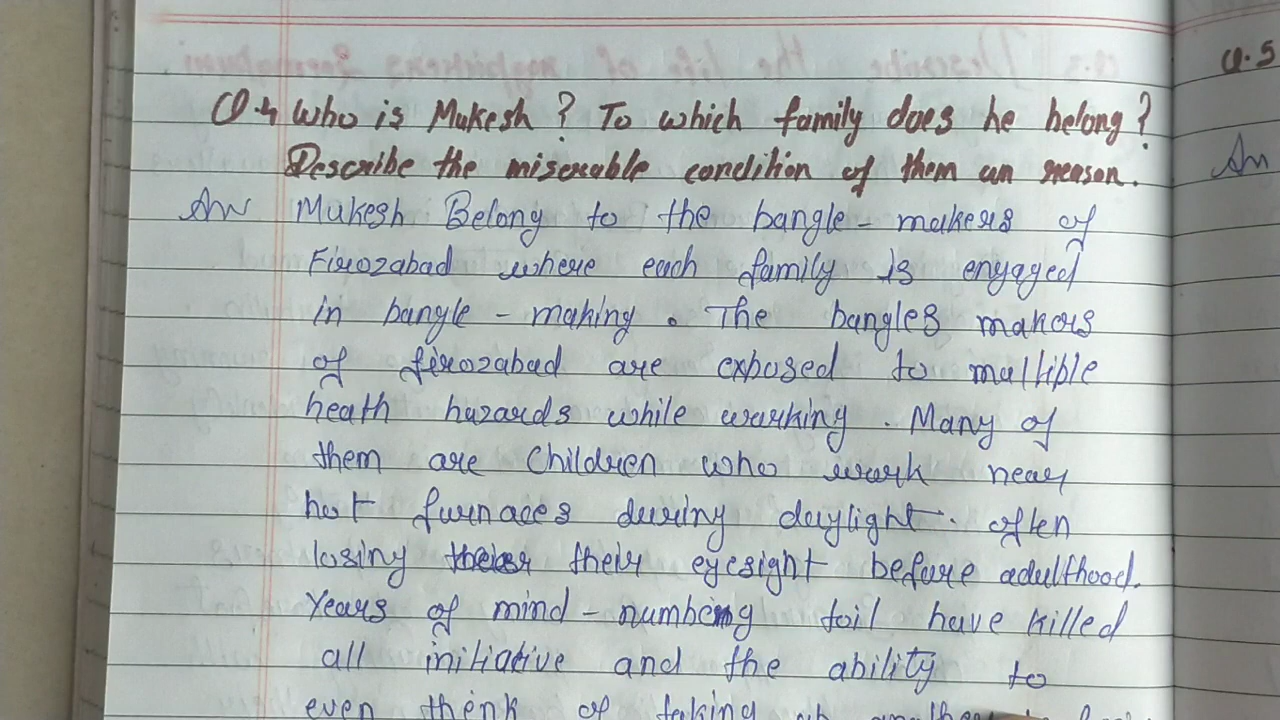 Q.4 Who is Mukesh? To which family does he belong?
Describe the miserable condition of them an reason.
Ans Mukesh Belong to the bangle-makers of
Firozabad where each family is engaged
in bangle-making. The bangles makers
of firozabad are exposed to multiple
heath hazards while working. Many of
them are children who work near
hot furnaces during daylight. often
losing their eyesight before adulthood.
Years of mind-numbing toil have killed
all initiative and the ability to
even think of taking up
Q.5
An